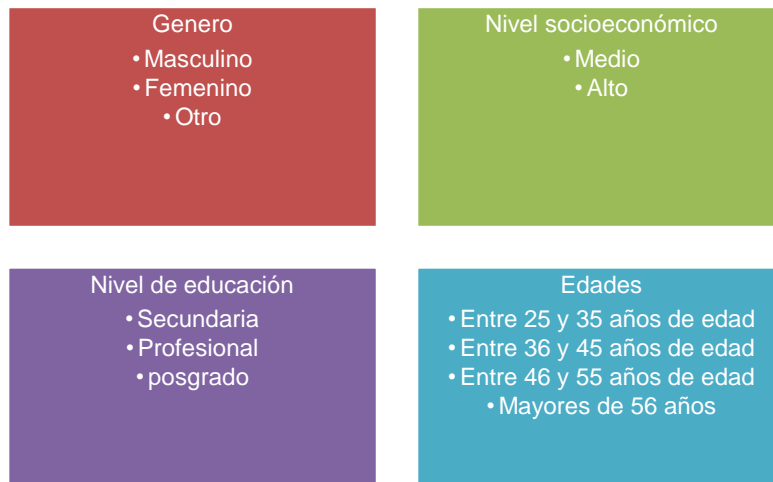 Genero
• Masculino
• Femenino
• Otro
Nivel socioeconómico
• Medio
• Alto
Nivel de educación
• Secundaria
• Profesional
• posgrado
Edades
• Entre 25 y 35 años de edad
• Entre 36 y 45 años de edad
• Entre 46 y 55 años de edad
• Mayores de 56 años